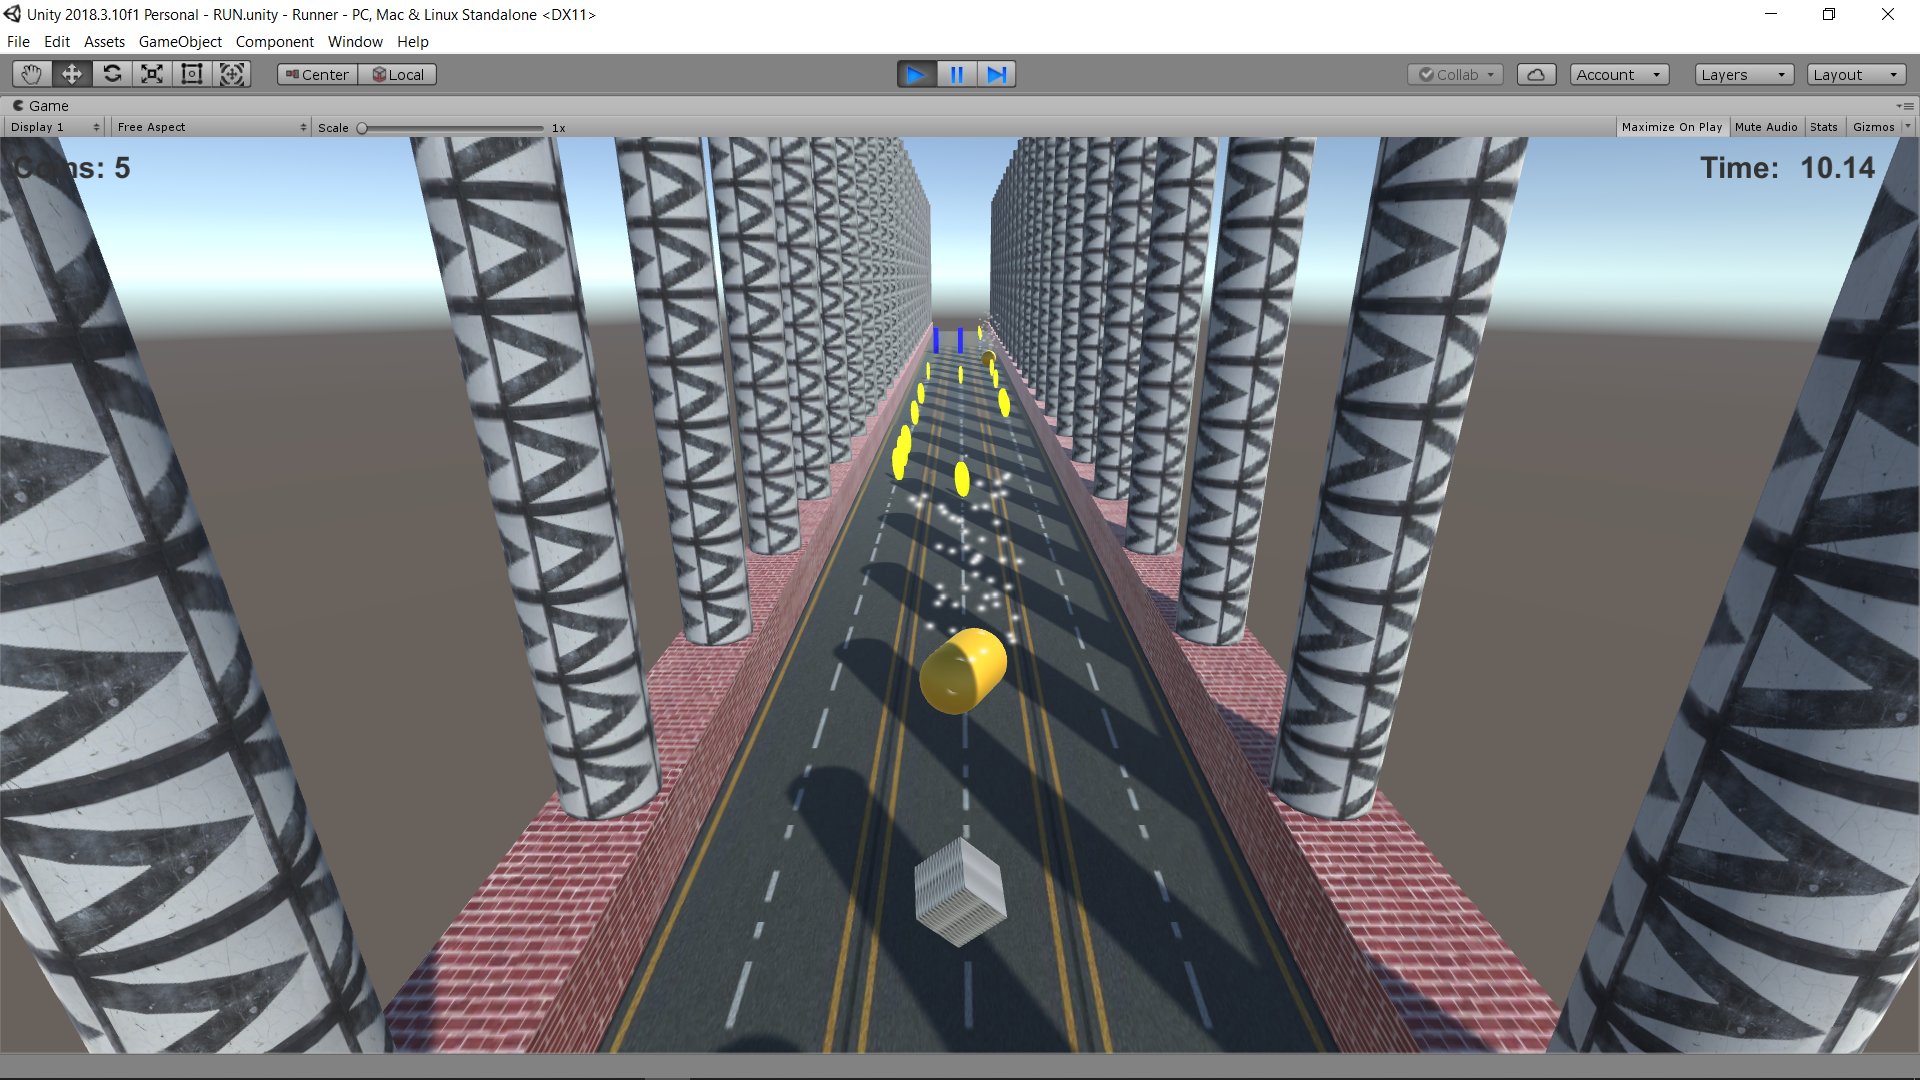 Unity 2018.3.10f1 Personal - RUN.unity - Runner - PC, Mac & Linux Standalone <DX11>
File Edit Assets GameObject Component Window Help
Center Local Collab Account Layers Layout
Game
Display 1 Free Aspect Scale 1x Maximize On Play Mute Audio Stats Gizmos
Coins: 5 Time: 10.14